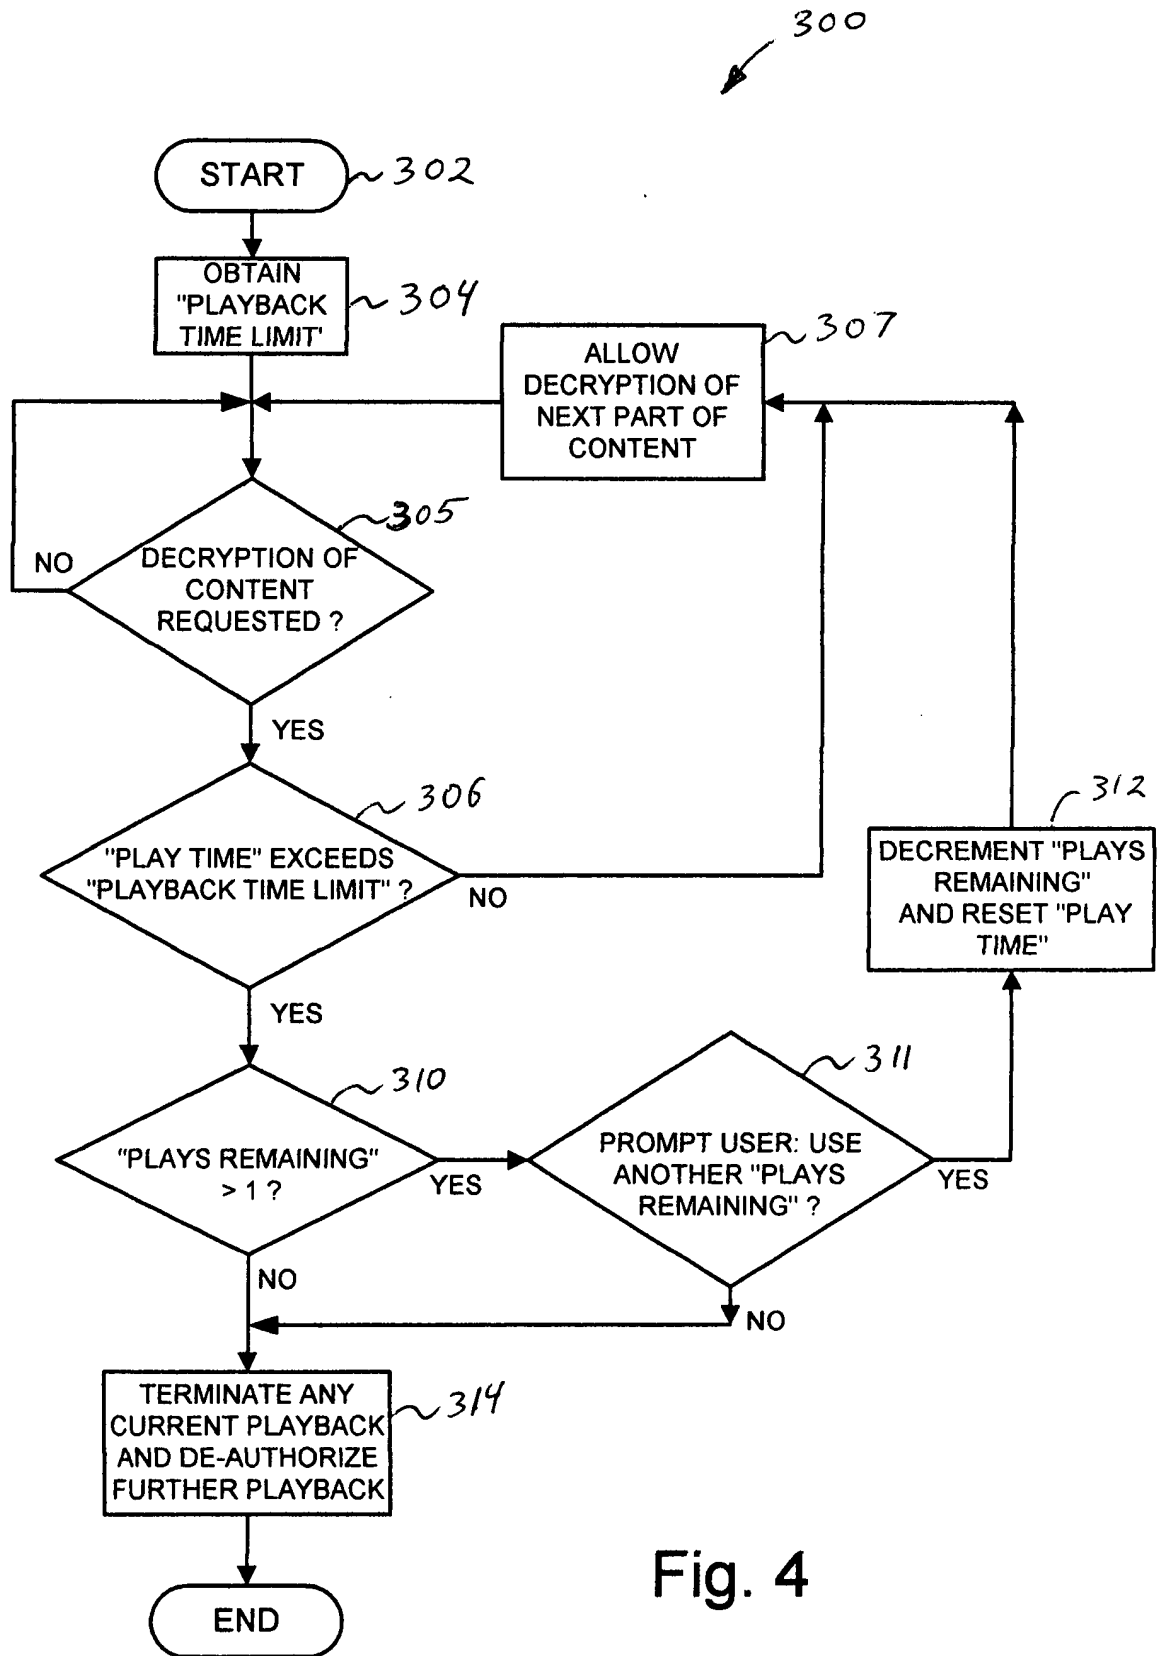 300
START
302
OBTAIN
"PLAYBACK
TIME LIMIT'
304
307
ALLOW
DECRYPTION OF
NEXT PART OF
CONTENT
305
NO
DECRYPTION OF
CONTENT
REQUESTED ?
YES
306
"PLAY TIME" EXCEEDS
"PLAYBACK TIME LIMIT" ?
NO
312
DECREMENT "PLAYS
REMAINING"
AND RESET "PLAY
TIME"
YES
310
"PLAYS REMAINING"
> 1 ?
YES
311
PROMPT USER: USE
ANOTHER "PLAYS
REMAINING" ?
YES
NO
NO
TERMINATE ANY
CURRENT PLAYBACK
AND DE-AUTHORIZE
FURTHER PLAYBACK
314
END
Fig. 4